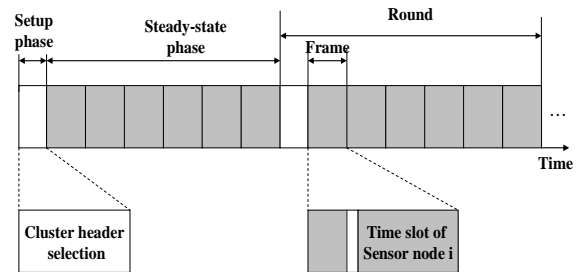 Setup
phase
Steady-state
phase
Round
Frame
...
Time
Cluster header
selection
Time slot of
Sensor node i